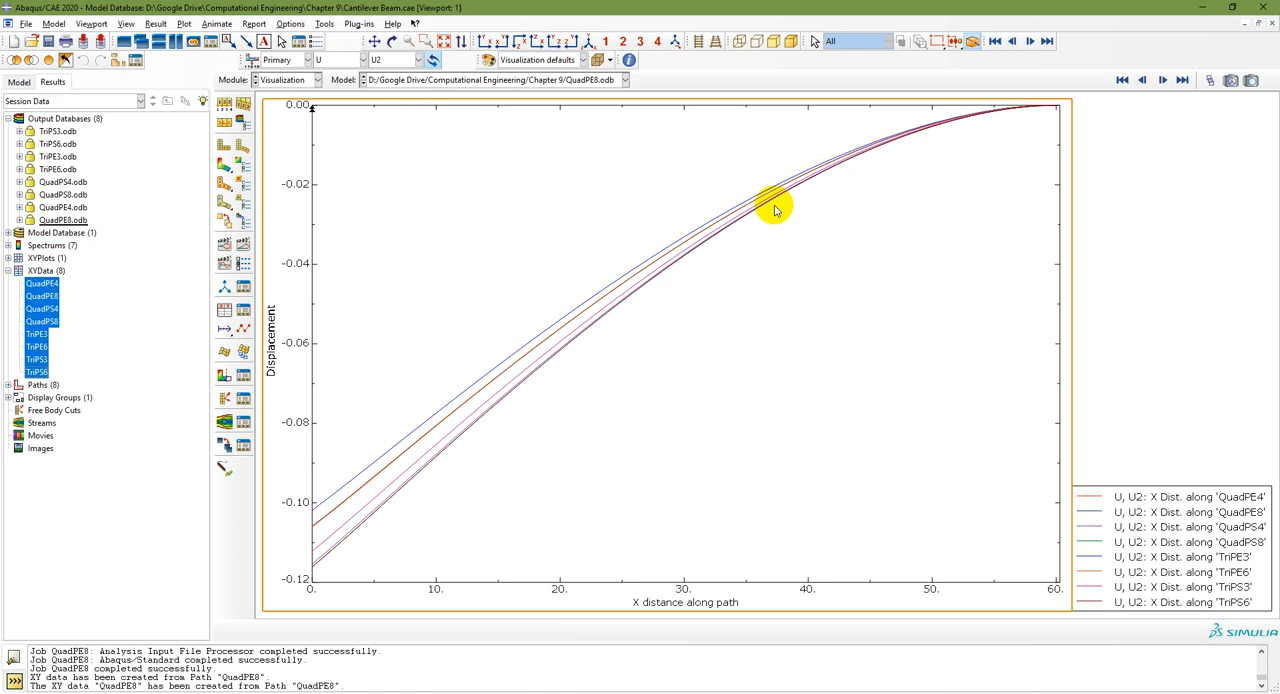 Abaqus/CAE 2020 - Model Database: D:\Google Drive\Computational Engineering\Chapter 9\Cantilever Beam.cae [Viewport: 1]
File Model Viewport View Result Plot Animate Report Options Tools Plug-ins Help
All
Primary U U2 Visualization defaults
Model Results Module: Visualization Model: D:/Google Drive/Computational Engineering/Chapter 9/QuadPE8.odb
Session Data
Output Databases (8)
TriPS3.odb
TriPS6.odb
TriPE3.odb
TriPE6.odb
QuadPS4.odb
QuadPS8.odb
QuadPE4.odb
QuadPE8.odb
Model Database (1)
Spectrums (7)
XYPlots (1)
XYData (8)
QuadPE4
QuadPE8
QuadPS4
QuadPS8
TriPE3
TriPE6
TriPS3
TriPS6
Paths (8)
Display Groups (1)
Free Body Cuts
Streams
Movies
Images
0.00
-0.02
-0.04
-0.06
-0.08
-0.10
-0.12
Displacement
0. 10. 20. 30. 40. 50. 60.
X distance along path
U, U2: X Dist. along 'QuadPE4'
U, U2: X Dist. along 'QuadPE8'
U, U2: X Dist. along 'QuadPS4'
U, U2: X Dist. along 'QuadPS8'
U, U2: X Dist. along 'TriPE3'
U, U2: X Dist. along 'TriPE6'
U, U2: X Dist. along 'TriPS3'
U, U2: X Dist. along 'TriPS6'
SIMULIA
Job QuadPE8: Analysis Input File Processor completed successfully.
Job QuadPE8: Abaqus/Standard completed successfully.
Job QuadPE8 completed successfully.
XY data has been created from Path "QuadPE8".
The XY data "QuadPE8" has been created from Path "QuadPE8".